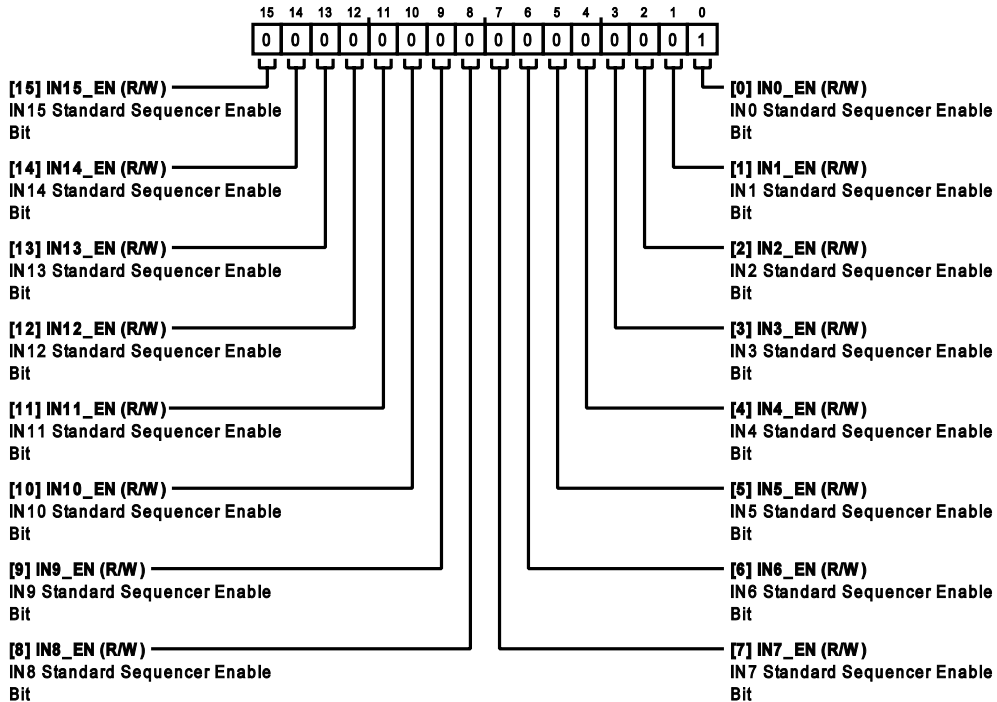 15 14 13 12 11 10 9 8 7 6 5 4 3 2 1 0
0 0 0 0 0 0 0 0 0 0 0 0 0 0 0 1
[15] IN15_EN (R/W)
IN15 Standard Sequencer Enable
Bit
[14] IN14_EN (R/W)
IN14 Standard Sequencer Enable
Bit
[13] IN13_EN (R/W)
IN13 Standard Sequencer Enable
Bit
[12] IN12_EN (R/W)
IN12 Standard Sequencer Enable
Bit
[11] IN11_EN (R/W)
IN11 Standard Sequencer Enable
Bit
[10] IN10_EN (R/W)
IN10 Standard Sequencer Enable
Bit
[9] IN9_EN (R/W)
IN9 Standard Sequencer Enable
Bit
[8] IN8_EN (R/W)
IN8 Standard Sequencer Enable
Bit
[0] IN0_EN (R/W)
IN0 Standard Sequencer Enable
Bit
[1] IN1_EN (R/W)
IN1 Standard Sequencer Enable
Bit
[2] IN2_EN (R/W)
IN2 Standard Sequencer Enable
Bit
[3] IN3_EN (R/W)
IN3 Standard Sequencer Enable
Bit
[4] IN4_EN (R/W)
IN4 Standard Sequencer Enable
Bit
[5] IN5_EN (R/W)
IN5 Standard Sequencer Enable
Bit
[6] IN6_EN (R/W)
IN6 Standard Sequencer Enable
Bit
[7] IN7_EN (R/W)
IN7 Standard Sequencer Enable
Bit